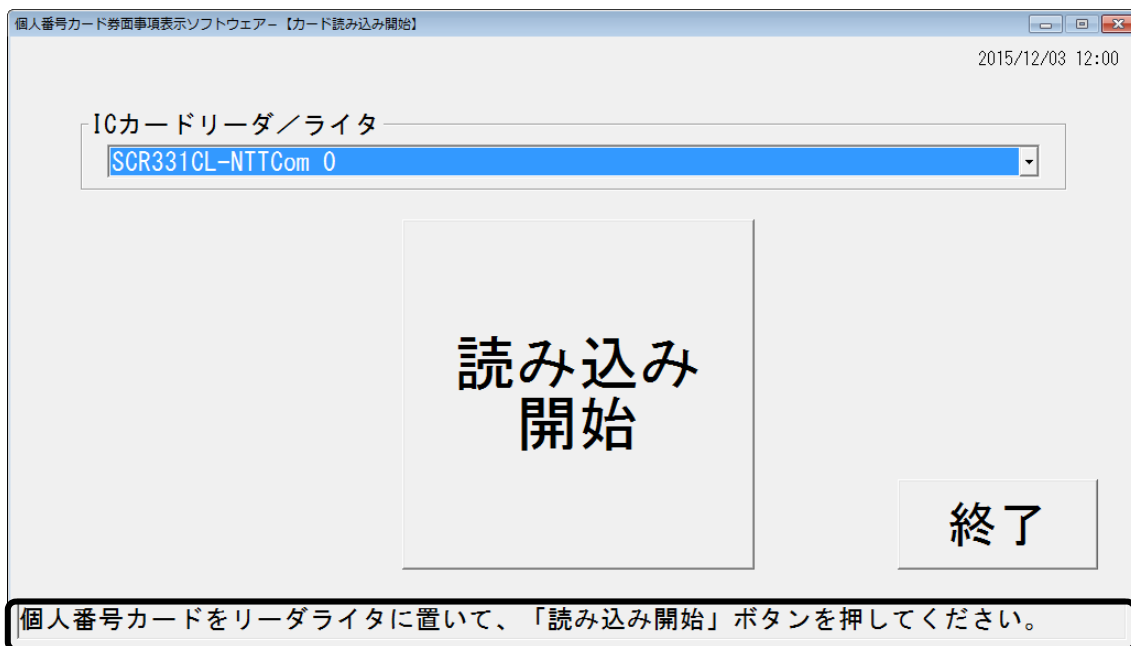 個人番号カード券面事項表示ソフトウェアー【カード読み込み開始】
2015/12/03 12:00
ICカードリーダ／ライタ
SCR331CL-NTTCom 0
読み込み
開始
終了
個人番号カードをリーダライタに置いて、「読み込み開始」ボタンを押してください。